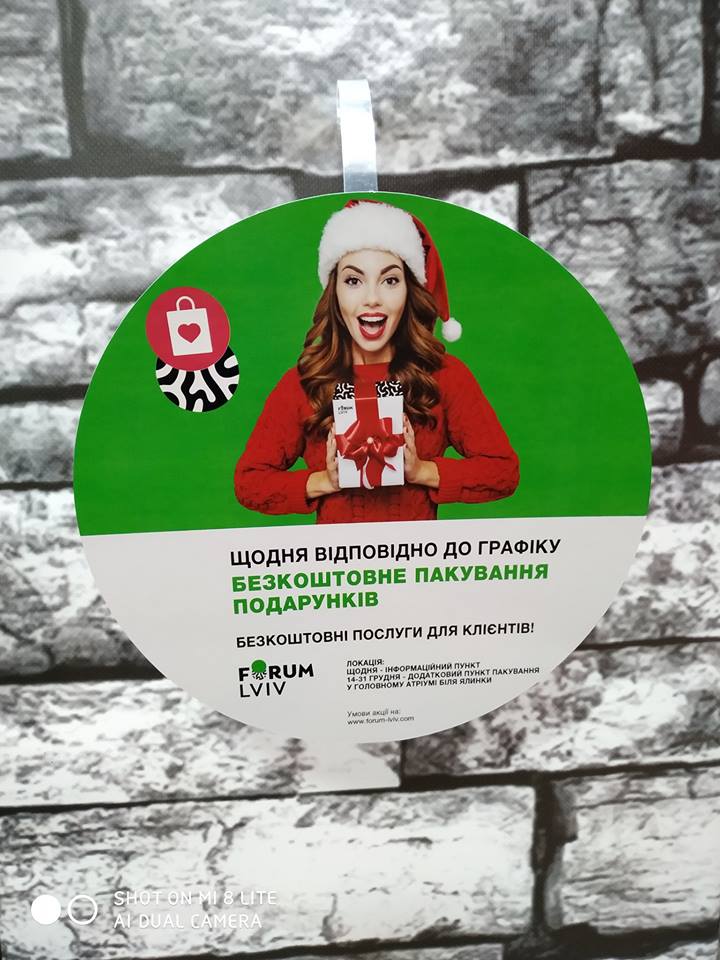 FORUM
LVIV
ЩОДНЯ ВІДПОВІДНО ДО ГРАФІКУ
БЕЗКОШТОВНЕ ПАКУВАННЯ
ПОДАРУНКІВ
БЕЗКОШТОВНІ ПОСЛУГИ ДЛЯ КЛІЄНТІВ!
FORUM
LVIV
ЛОКАЦІЯ:
ЩОДНЯ - ІНФОРМАЦІЙНИЙ ПУНКТ
14-31 ГРУДНЯ - ДОДАТКОВИЙ ПУНКТ ПАКУВАННЯ
У ГОЛОВНОМУ АТРІУМІ БІЛЯ ЯЛИНКИ
Умови акції на:
www.forum-lviv.com
SHOT ON MI 8 LITE
AI DUAL CAMERA